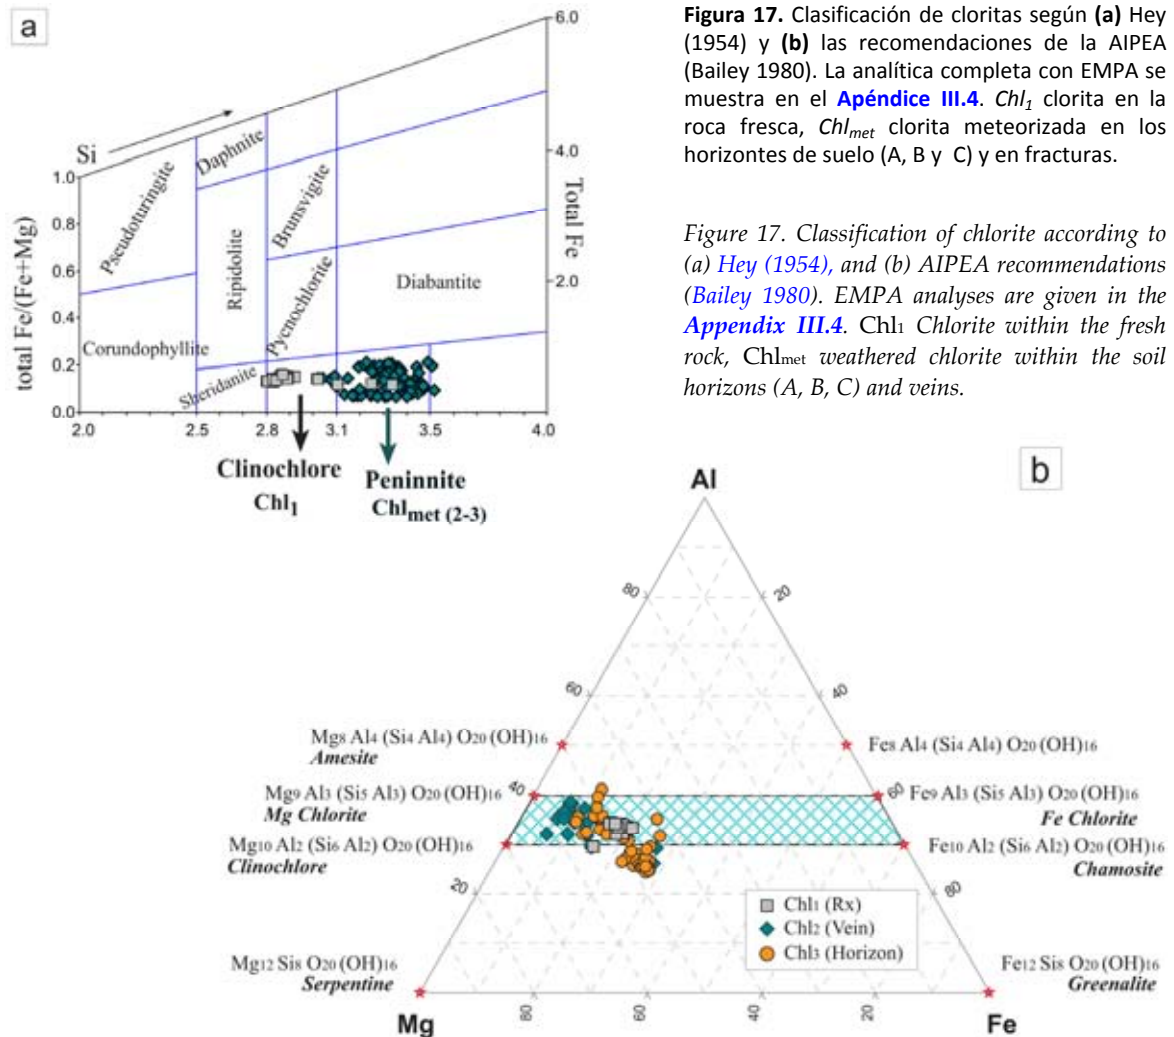 a
6.0
Si
Daphnite
Pseudoturingite
Brunsvigite
4.0
Total Fe
1.0
0.8
0.6
0.4
0.2
0.0
total Fe/(Fe+Mg)
Ripidolite
Pycnochlorite
Diabantite
2.0
Corundophyllite
Sheridanite
2.0 2.5 2.8 3.1 3.5 4.0
Clinochlore
Chl1
Peninnite
Chlmet (2-3)
Figura 17. Clasificación de cloritas según (a) Hey
(1954) y (b) las recomendaciones de la AIPEA
(Bailey 1980). La analítica completa con EMPA se
muestra en el Apéndice III.4. Chl1 clorita en la
roca fresca, Chlmet clorita meteorizada en los
horizontes de suelo (A, B y C) y en fracturas.
Figure 17. Classification of chlorite according to
(a) Hey (1954), and (b) AIPEA recommendations
(Bailey 1980). EMPA analyses are given in the
Appendix III.4. Chl1 Chlorite within the fresh
rock, Chlmet weathered chlorite within the soil
horizons (A, B, C) and veins.
b
Al
80 20
60 40
Mg8 Al4 (Si4 Al4) O20 (OH)16
Amesite
Fe8 Al4 (Si4 Al4) O20 (OH)16
40 60
Mg9 Al3 (Si5 Al3) O20 (OH)16
Mg Chlorite
Fe9 Al3 (Si5 Al3) O20 (OH)16
Fe Chlorite
Mg10 Al2 (Si6 Al2) O20 (OH)16
Clinochlore
Fe10 Al2 (Si6 Al2) O20 (OH)16
Chamosite
20 80
Chl1 (Rx)
Chl2 (Vein)
Chl3 (Horizon)
Mg12 Si8 O20 (OH)16
Serpentine
Fe12 Si8 O20 (OH)16
Greenalite
80 60 40 20
Mg Fe